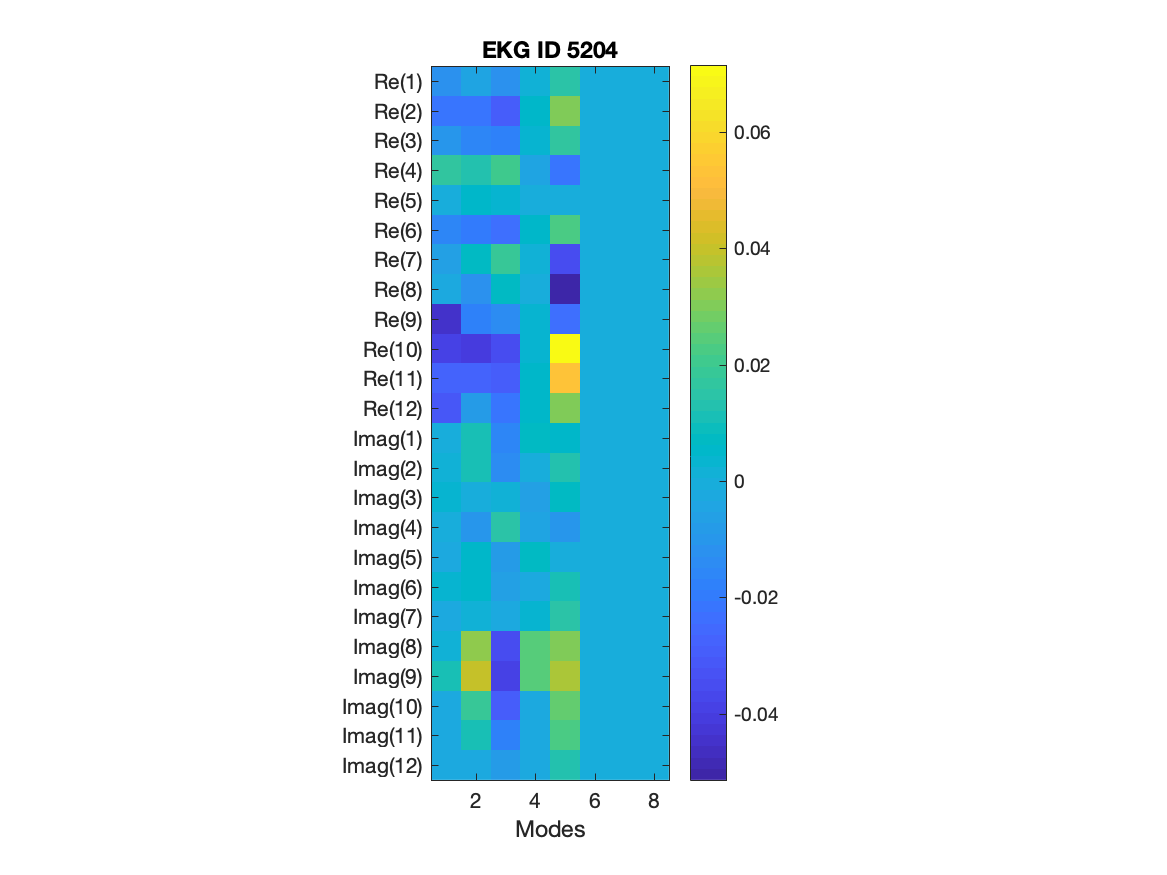 EKG ID 5204
Re(1)
Re(2)
Re(3)
Re(4)
Re(5)
Re(6)
Re(7)
Re(8)
Re(9)
Re(10)
Re(11)
Re(12)
Imag(1)
Imag(2)
Imag(3)
Imag(4)
Imag(5)
Imag(6)
Imag(7)
Imag(8)
Imag(9)
Imag(10)
Imag(11)
Imag(12)
2 4 6 8
Modes
0.06
0.04
0.02
0
-0.02
-0.04